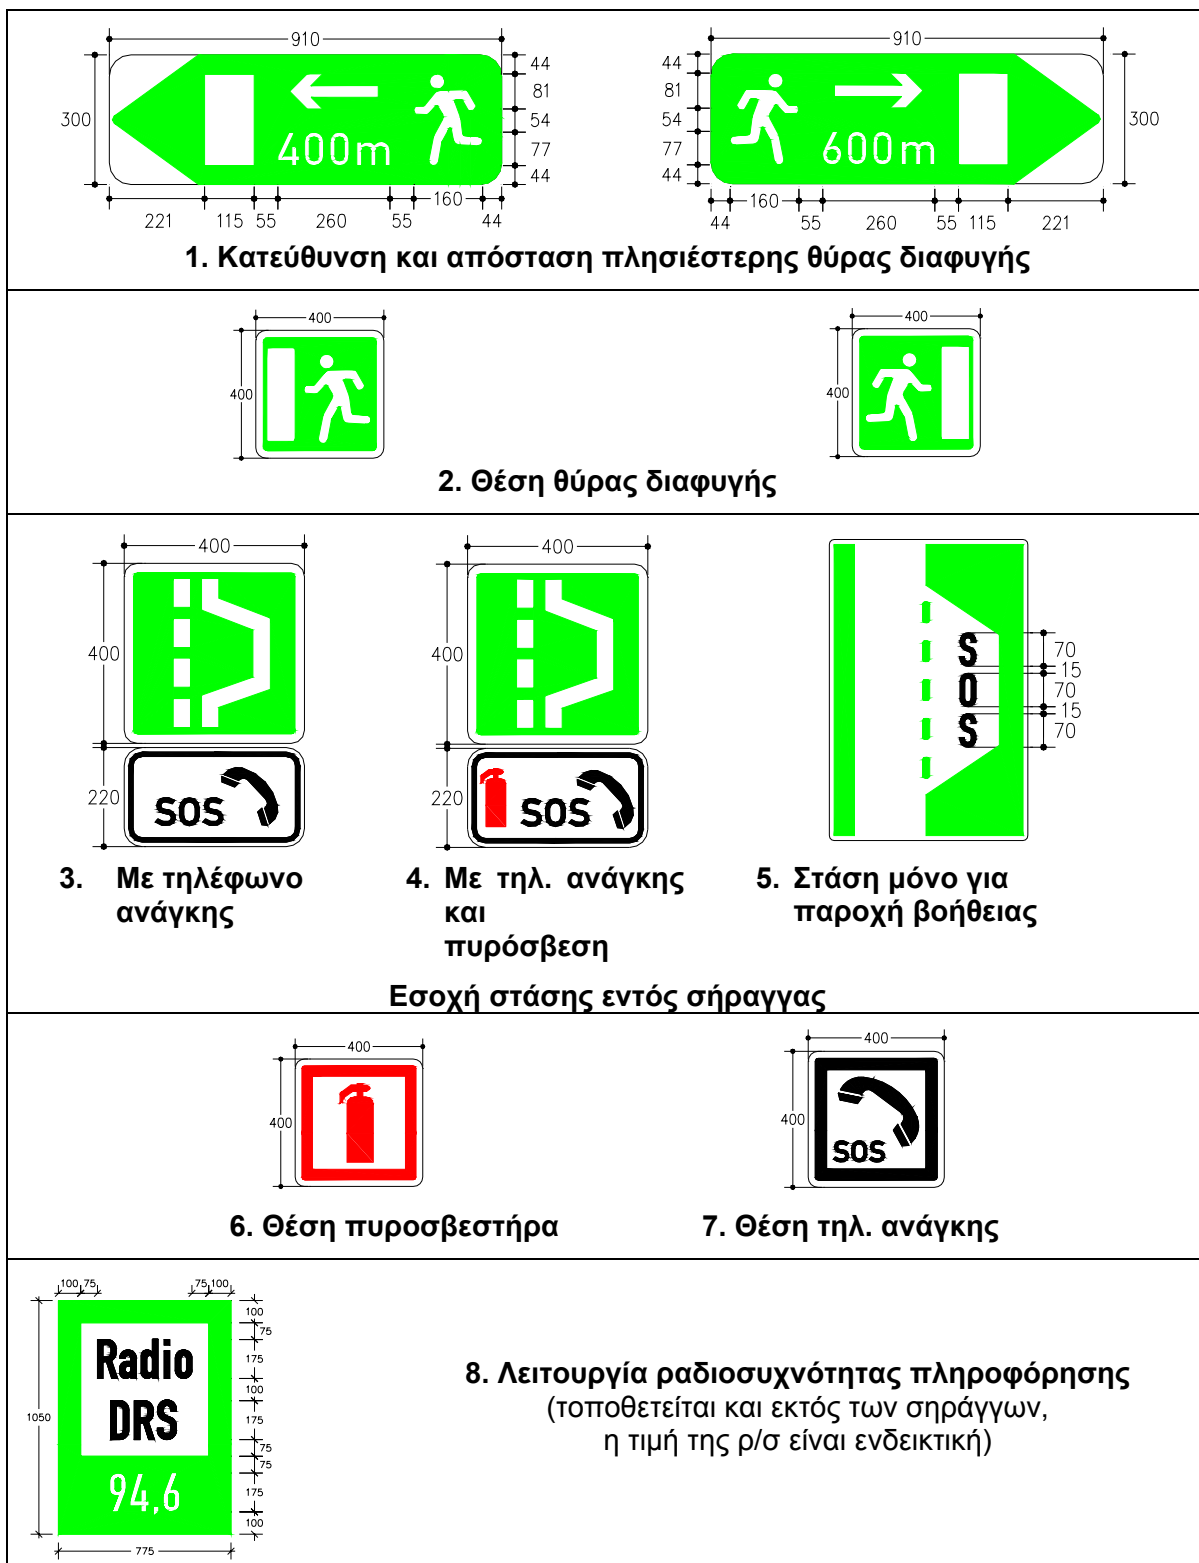 910
910
44
81
54
77
44
300
400m
221 115 55 260 55 160 44
44
81
54
77
44
600m
300
44 160 55 260 55 115 221
1. Κατεύθυνση και απόσταση πλησιέστερης θύρας διαφυγής
400
400
400
400
2. Θέση θύρας διαφυγής
400
400
220
SOS
400
400
220
SOS
S
O
S
70
15
70
15
70
3. Με τηλέφωνο
ανάγκης
4. Με τηλ. ανάγκης
και
πυρόσβεση
5. Στάση μόνο για
παροχή βοήθειας
Εσοχή στάσης εντός σήραγγας
400
400
400
400
SOS
6. Θέση πυροσβεστήρα
7. Θέση τηλ. ανάγκης
100 75
75 100
1050
Radio
DRS
94,6
100
75
175
100
175
75
75
175
100
775
8. Λειτουργία ραδιοσυχνότητας πληροφόρησης
(τοποθετείται και εκτός των σηράγγων,
η τιμή της ρ/σ είναι ενδεικτική)